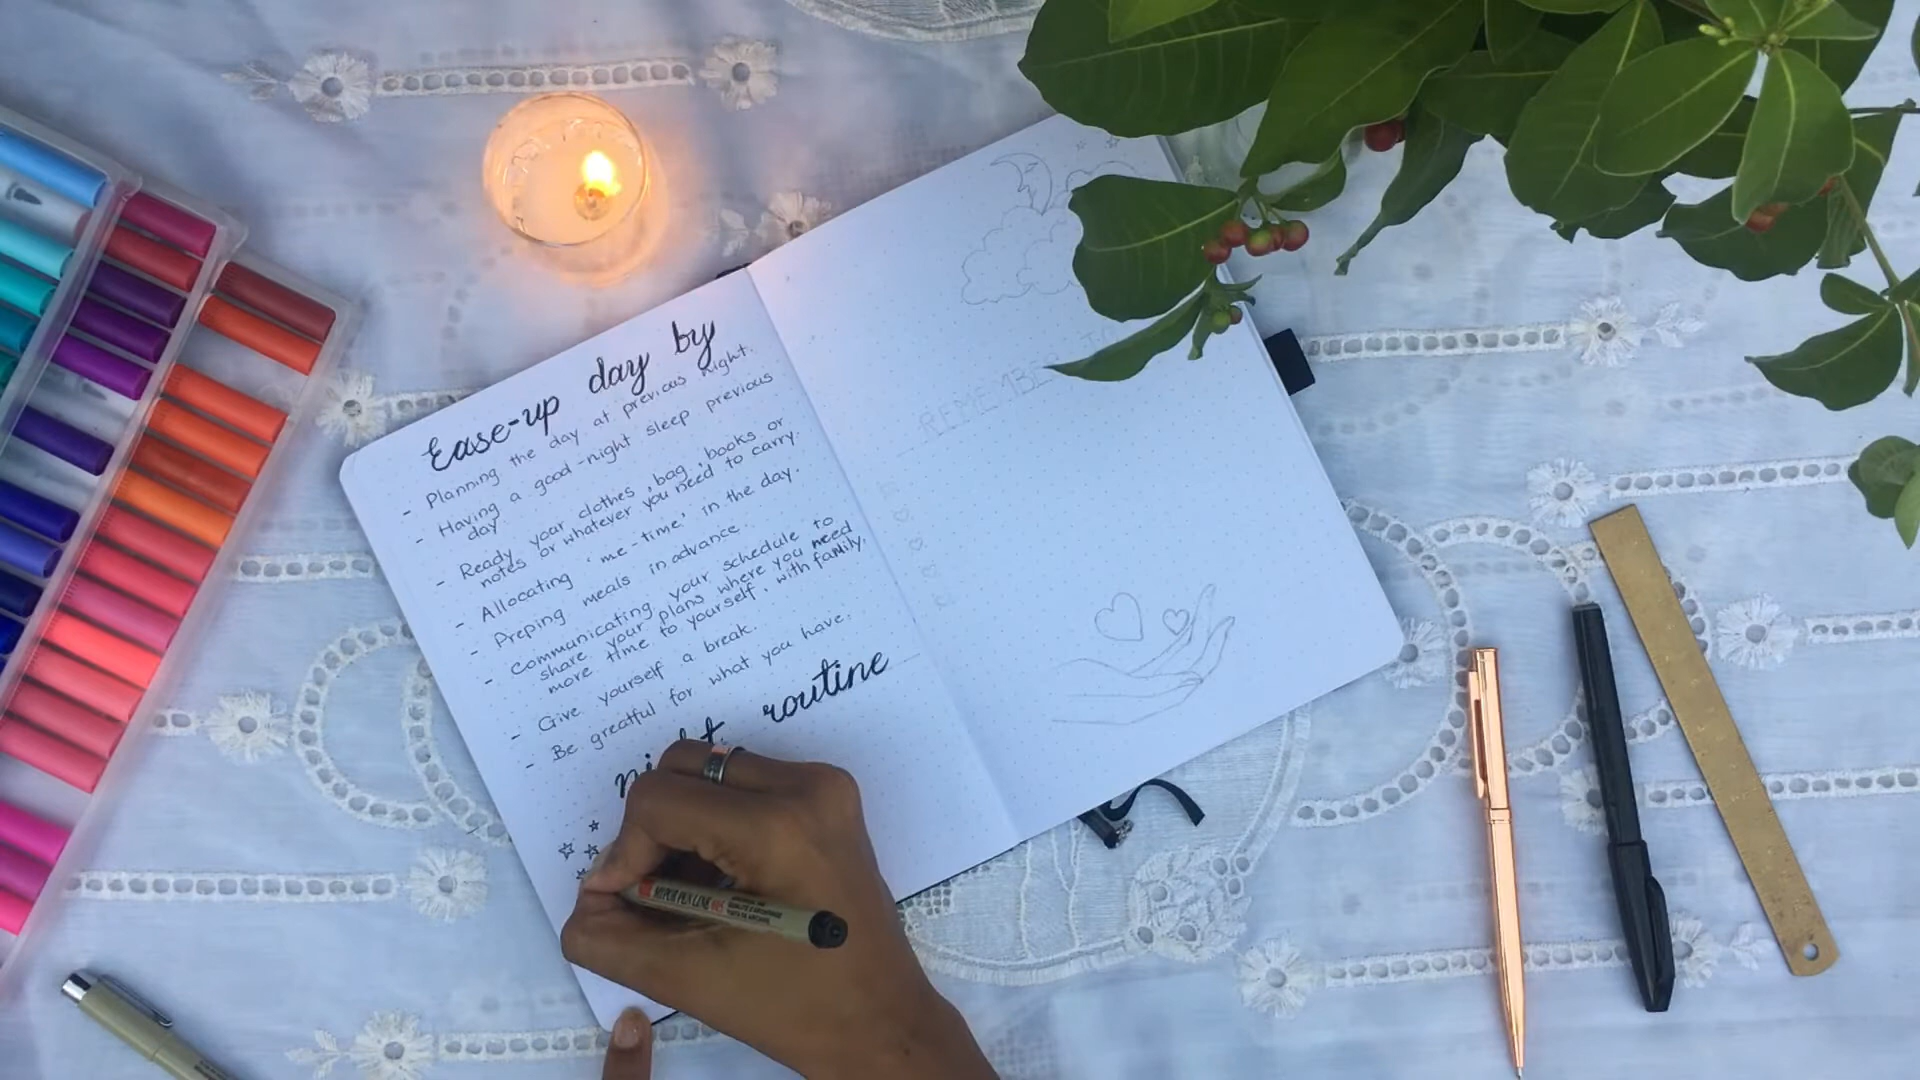 Ease-up day by
- Planning the day at previous night.
- Having a good-night sleep previous
day
- Ready your clothes, bag, books or
notes or whatever you need to carry.
- Allocating 'me-time' in the day.
- Preping meals in advance.
- Communicating your schedule to
share your plans where you need
more time to yourself, with family.
- Give yourself a break.
- Be greatful for what you have.
night routine
REMEMBER TO